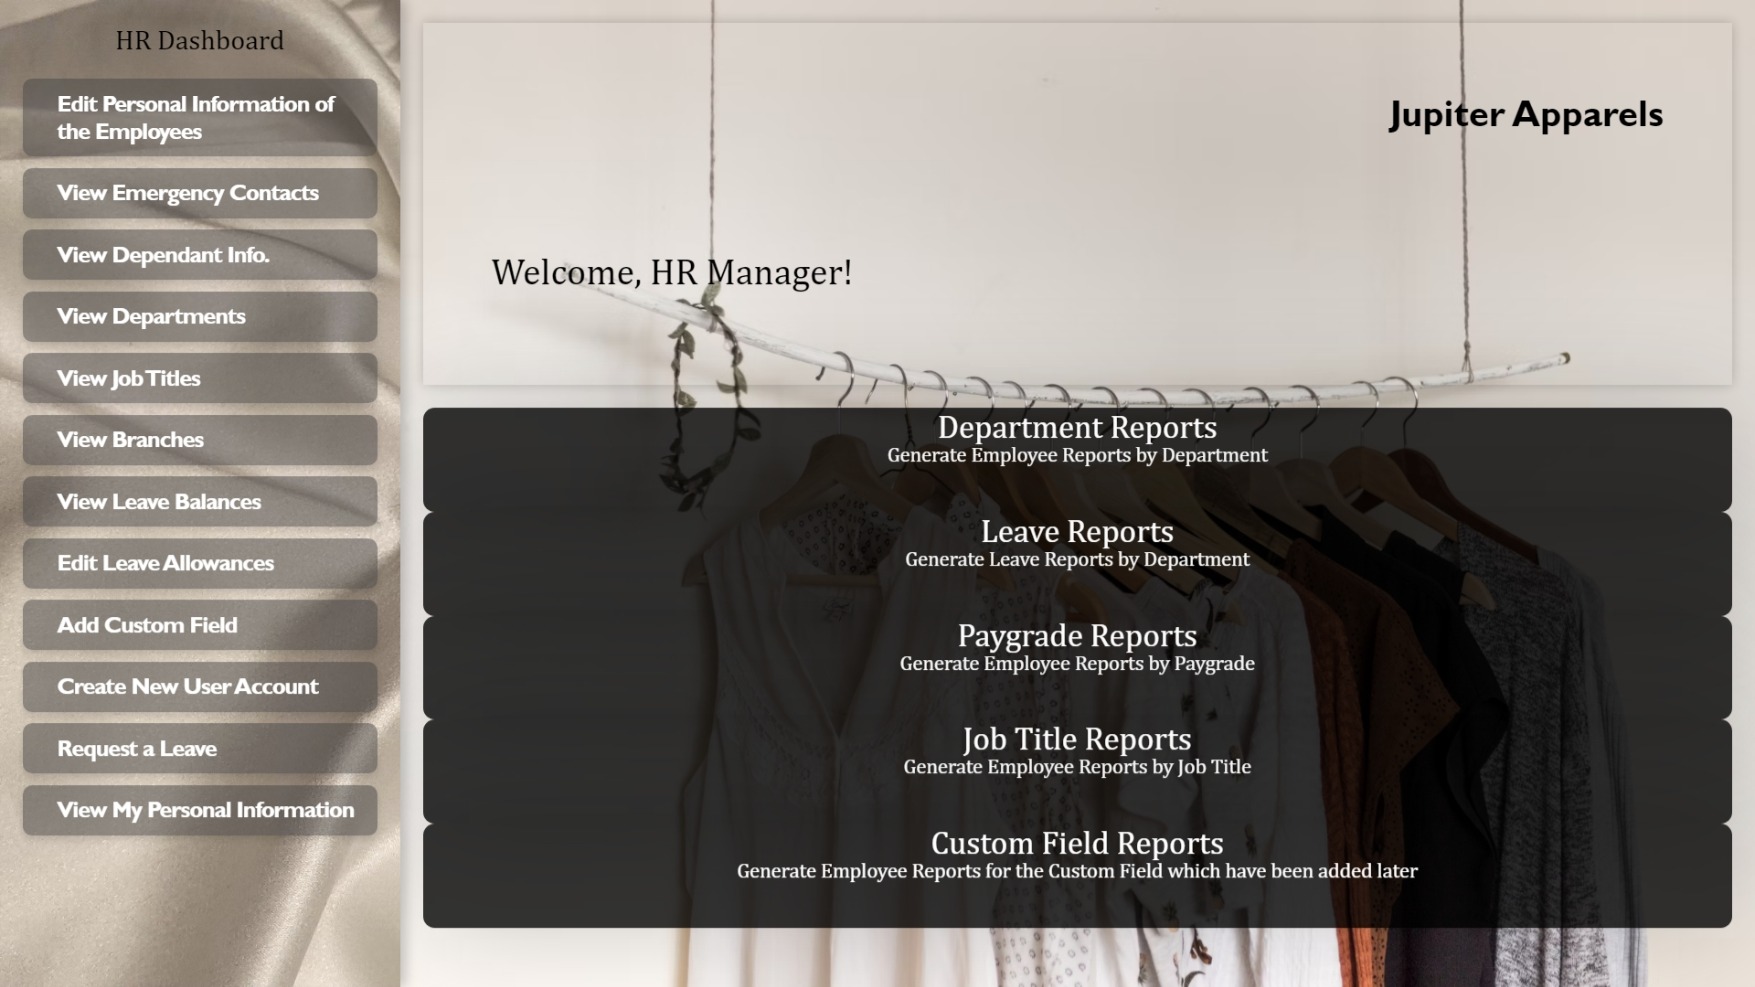 HR Dashboard
Edit Personal Information of
the Employees
View Emergency Contacts
View Dependant Info.
View Departments
View Job Titles
View Branches
View Leave Balances
Edit Leave Allowances
Add Custom Field
Create New User Account
Request a Leave
View My Personal Information
Jupiter Apparels
Welcome, HR Manager!
Department Reports
Generate Employee Reports by Department
Leave Reports
Generate Leave Reports by Department
Paygrade Reports
Generate Employee Reports by Paygrade
Job Title Reports
Generate Employee Reports by Job Title
Custom Field Reports
Generate Employee Reports for the Custom Field which have been added later